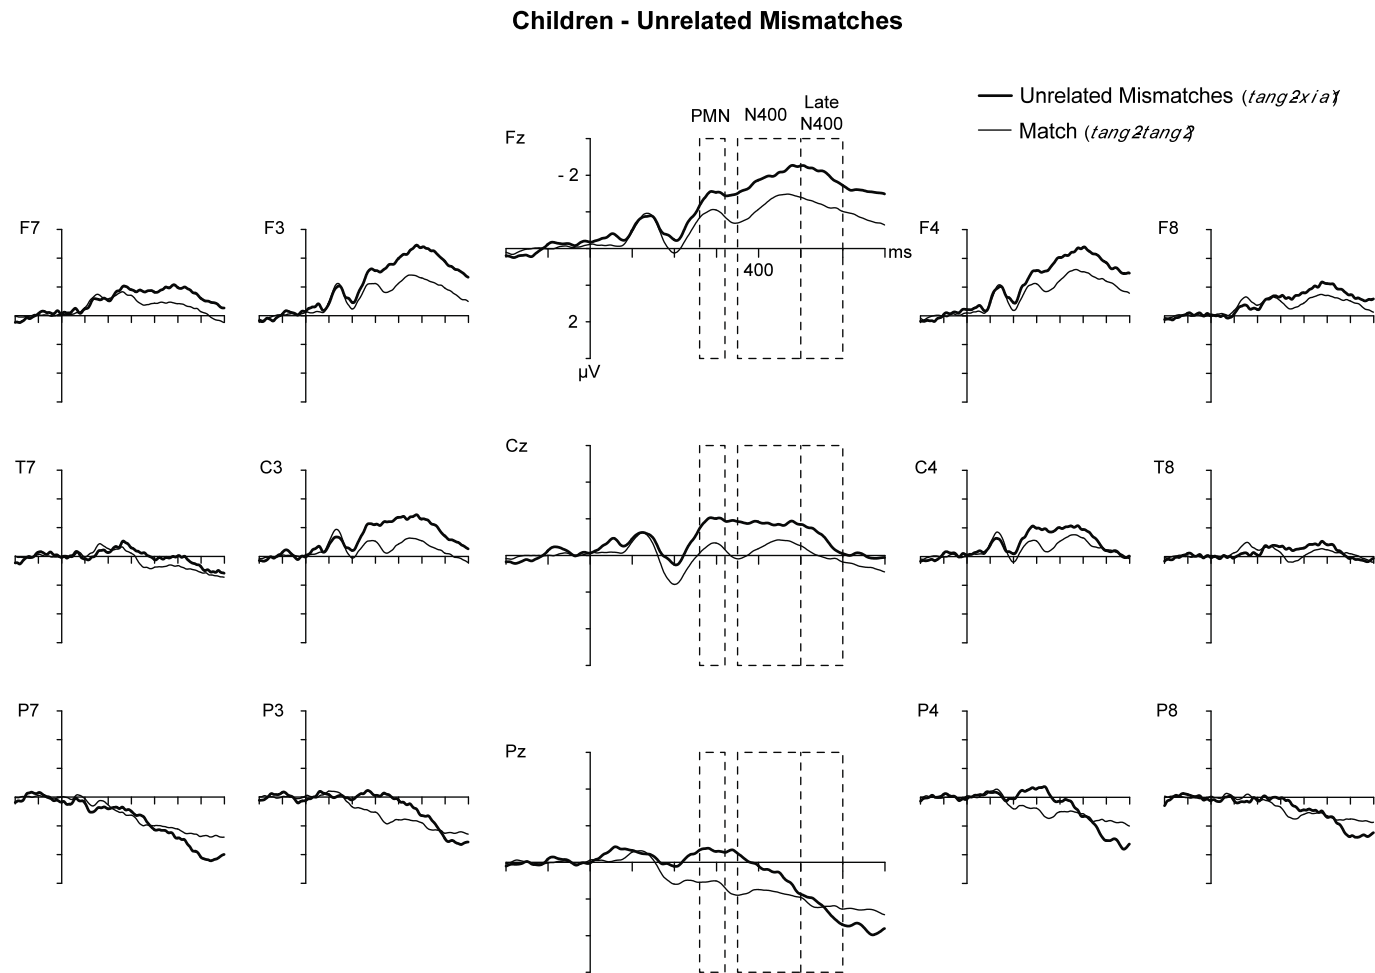 Children - Unrelated Mismatches
Unrelated Mismatches (tang2xia1)
Match (tang2tang2)
PMN
N400
Late
N400
Fz
- 2
400
ms
2
µV
F7
F3
F4
F8
T7
C3
Cz
C4
T8
P7
P3
Pz
P4
P8